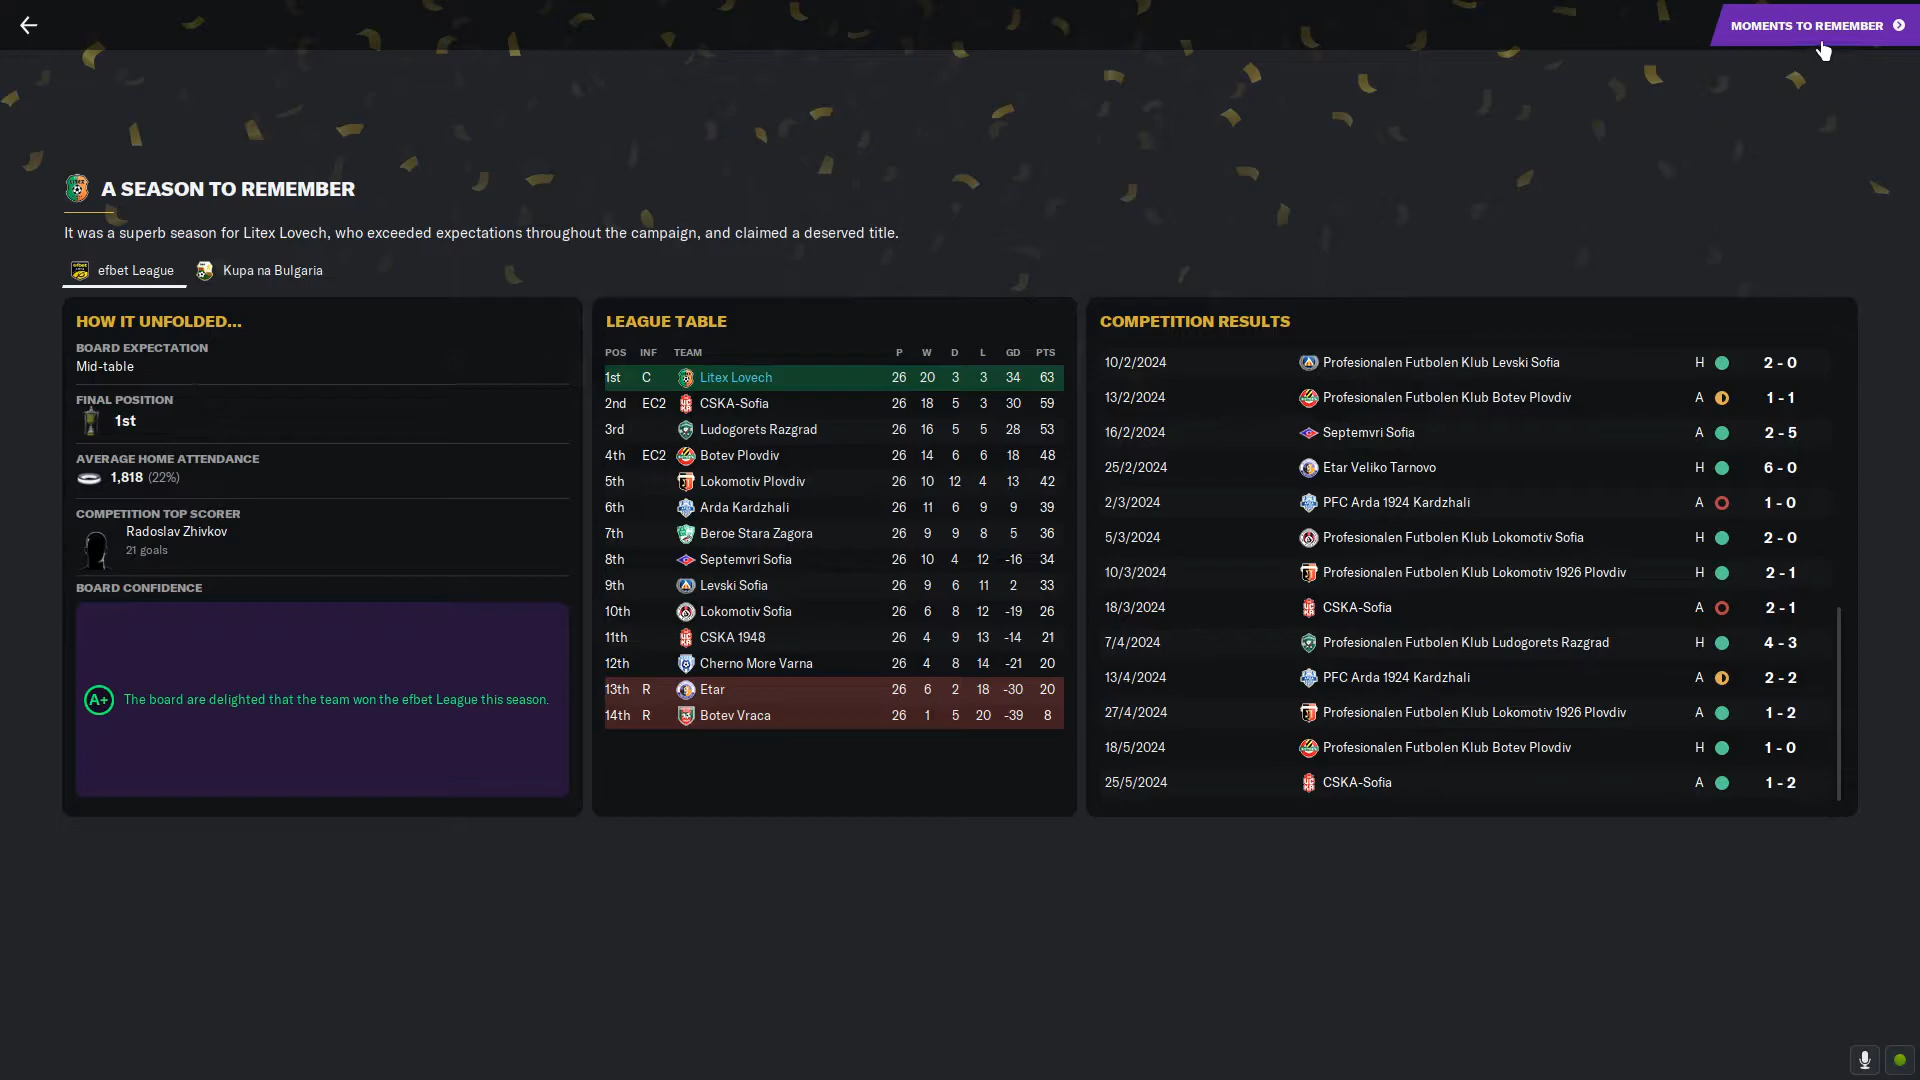 MOMENTS TO REMEMBER
A SEASON TO REMEMBER
It was a superb season for Litex Lovech, who exceeded expectations throughout the campaign, and claimed a deserved title.
efbet League Kupa na Bulgaria
HOW IT UNFOLDED...
BOARD EXPECTATION
Mid-table
FINAL POSITION
1st
AVERAGE HOME ATTENDANCE
1,818 (22%)
COMPETITION TOP SCORER
Radoslav Zhivkov
21 goals
BOARD CONFIDENCE
A+ The board are delighted that the team won the efbet League this season.
LEAGUE TABLE
POS INF TEAM P W D L GD PTS
1st C Litex Lovech 26 20 3 3 34 63
2nd EC2 CSKA-Sofia 26 18 5 3 30 59
3rd Ludogorets Razgrad 26 16 5 5 28 53
4th EC2 Botev Plovdiv 26 14 6 6 18 48
5th Lokomotiv Plovdiv 26 10 12 4 13 42
6th Arda Kardzhali 26 11 6 9 9 39
7th Beroe Stara Zagora 26 9 9 8 5 36
8th Septemvri Sofia 26 10 4 12 -16 34
9th Levski Sofia 26 9 6 11 2 33
10th Lokomotiv Sofia 26 6 8 12 -19 26
11th CSKA 1948 26 4 9 13 -14 21
12th Cherno More Varna 26 4 8 14 -21 20
13th R Etar 26 6 2 18 -30 20
14th R Botev Vraca 26 1 5 20 -39 8
COMPETITION RESULTS
10/2/2024 Profesionalen Futbolen Klub Levski Sofia H 2 - 0
13/2/2024 Profesionalen Futbolen Klub Botev Plovdiv A 1 - 1
16/2/2024 Septemvri Sofia A 2 - 5
25/2/2024 Etar Veliko Tarnovo H 6 - 0
2/3/2024 PFC Arda 1924 Kardzhali A 1 - 0
5/3/2024 Profesionalen Futbolen Klub Lokomotiv Sofia H 2 - 0
10/3/2024 Profesionalen Futbolen Klub Lokomotiv 1926 Plovdiv H 2 - 1
18/3/2024 CSKA-Sofia A 2 - 1
7/4/2024 Profesionalen Futbolen Klub Ludogorets Razgrad H 4 - 3
13/4/2024 PFC Arda 1924 Kardzhali A 2 - 2
27/4/2024 Profesionalen Futbolen Klub Lokomotiv 1926 Plovdiv A 1 - 2
18/5/2024 Profesionalen Futbolen Klub Botev Plovdiv H 1 - 0
25/5/2024 CSKA-Sofia A 1 - 2